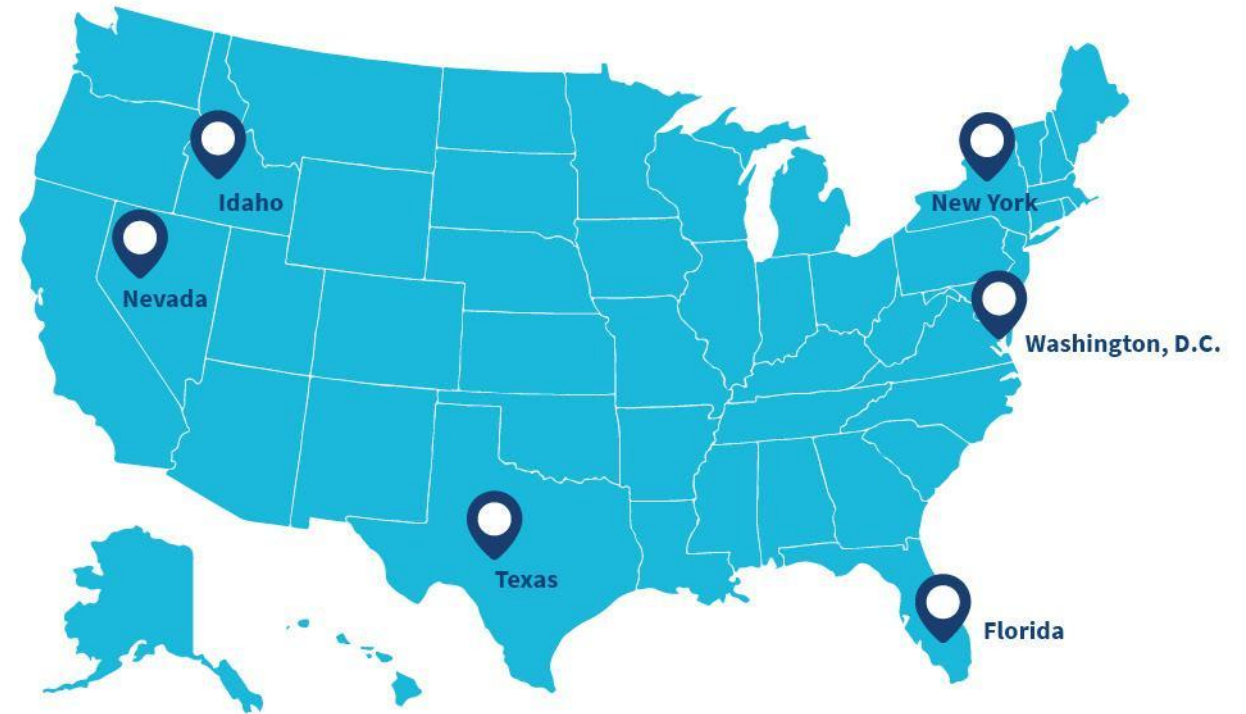 Idaho
New York
Nevada
Washington, D.C.
Texas
Florida